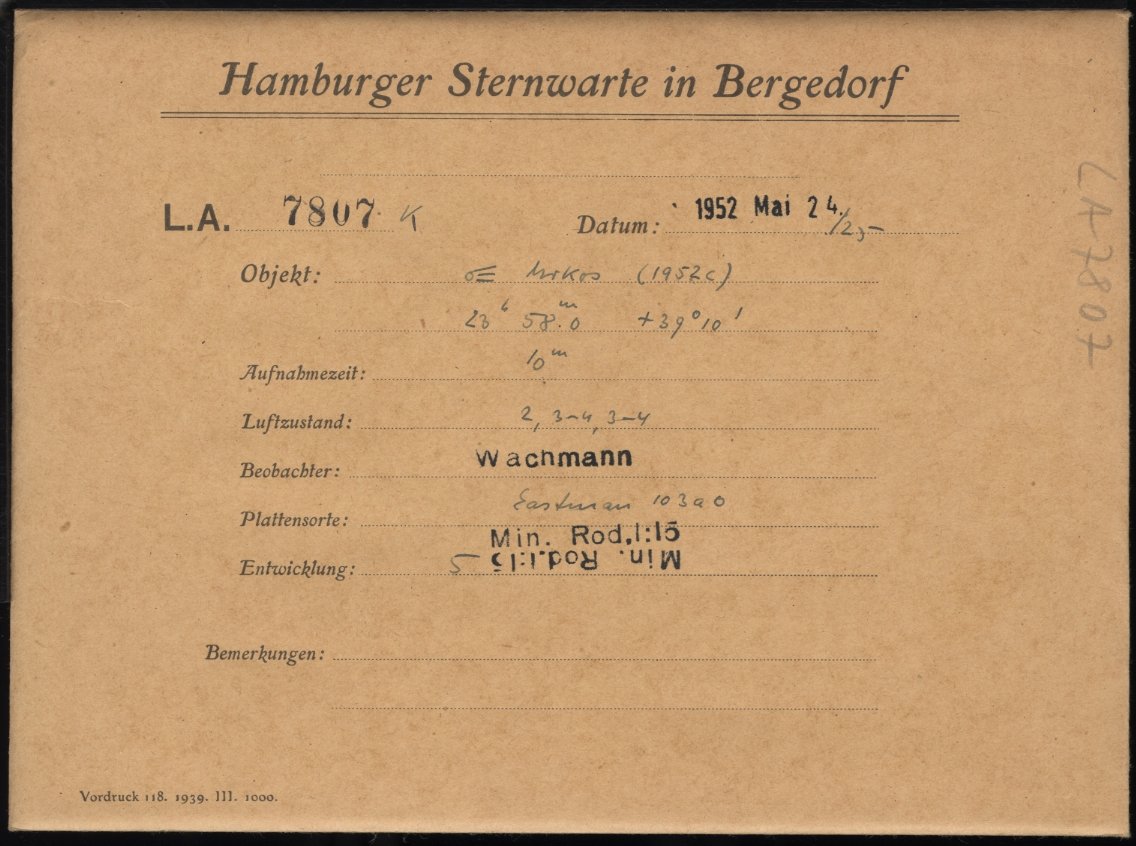 Hamburger Sternwarte in Bergedorf
L.A. 7807 K
Datum: 1952 Mai 24./25
Objekt: ☄ Mrkos (1952c)
23ʰ 58ᵐ.0 +39° 10'
Aufnahmezeit: 10ᵐ
Luftzustand: 2, 3-4, 3-4
Beobachter: Wachmann
Plattensorte: Eastman 103a0
Min. Rod.1:15
Entwicklung: 5 Min. Rod.1:15
Bemerkungen:
Vordruck 118. 1939. III. 1000.
LA 7807